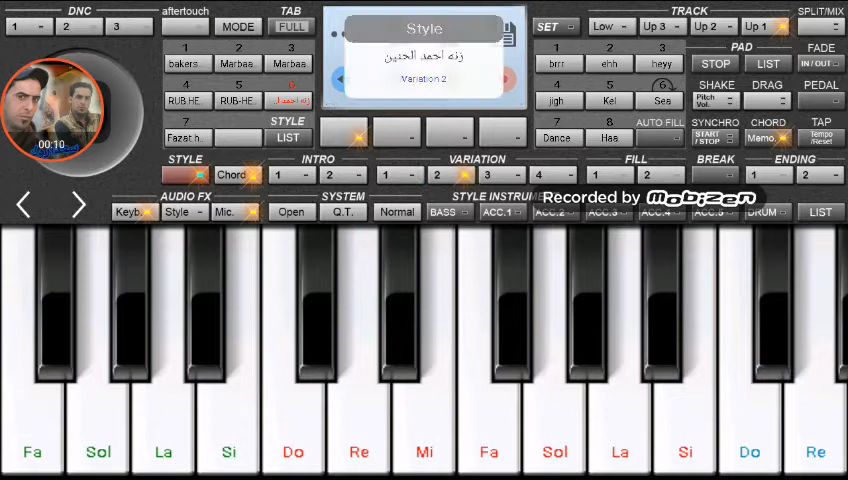 DNC aftertouch TAB TRACK SPLIT/MIX
1 2 3 MODE FULL SET Low Up 3 Up 2 Up 1
Style
زنه احمد الحنين
Variation 2
1 2 3
bakers.. Marbaa. Marbaa.
4 5 6
RUB-HE. RUB-HE. زنه احمد ا..
7 STYLE
Fazat h.. LIST
1 2 3
brrr ehh heyy
4 5 6
jigh Kel Sea
7 8 AUTO FILL
Dance Haa
PAD FADE
STOP LIST IN / OUT
SHAKE DRAG PEDAL
Pitch Vol.
SYNCHRO CHORD TAP
START / STOP Memo. Tempo /Reset
00:10
STYLE INTRO VARIATION FILL BREAK ENDING
Chord 1 2 1 2 3 4 1 2 1 2
AUDIO FX SYSTEM STYLE INSTRUM
Recorded by MOBIZEN
Keyb. Style Mic. Open Q.T. Normal BASS ACC.1 ACC.2 ACC.3 ACC.4 ACC.5 DRUM LIST
Fa Sol La Si Do Re Mi Fa Sol La Si Do Re